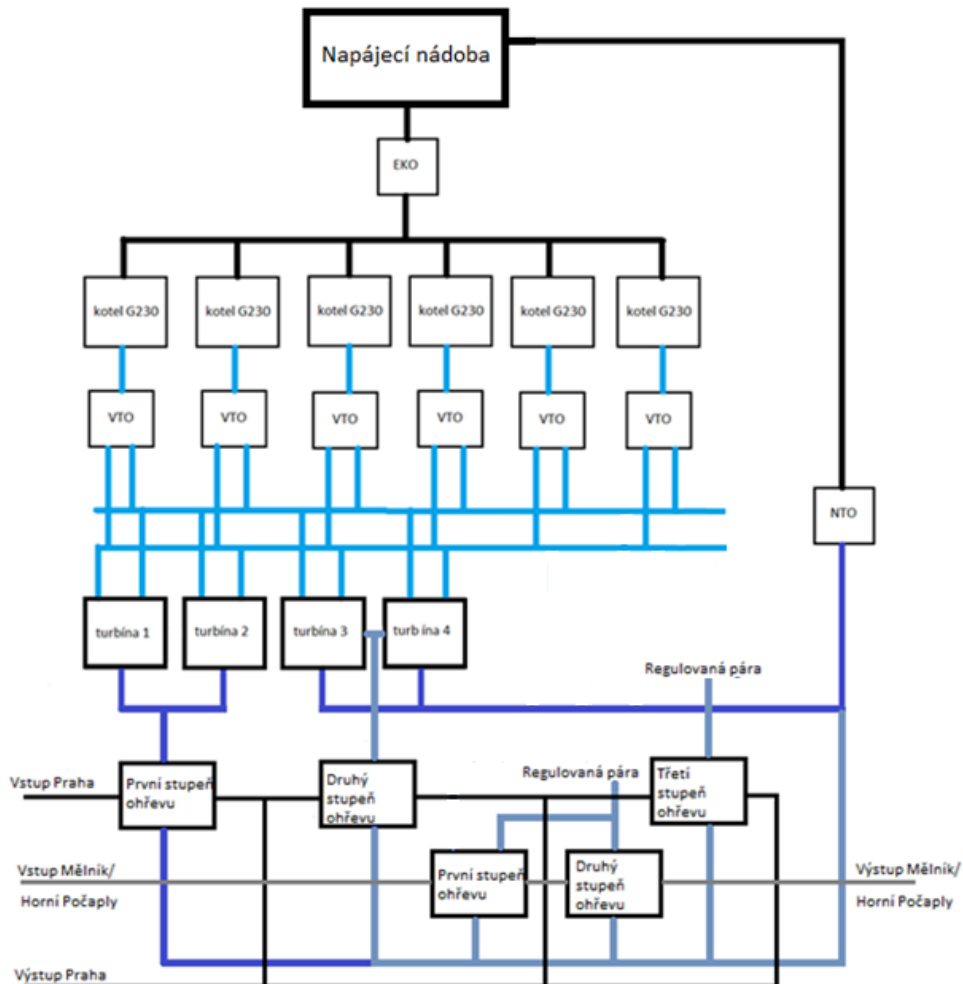 Napájecí nádoba
EKO
kotel G230
kotel G230
kotel G230
kotel G230
kotel G230
kotel G230
VTO
VTO
VTO
VTO
VTO
VTO
NTO
turbína 1
turbína 2
turbína 3
turb ína 4
Regulovaná pára
Vstup Praha
První stupeň
ohřevu
Druhý
stupeň
ohřevu
Regulovaná pára
Třetí
stupeň
ohřevu
Vstup Mělník/
Horní Počaply
První stupeň
ohřevu
Druhý
stupeň
ohřevu
Výstup Mělník/
Horní Počaply
Výstup Praha